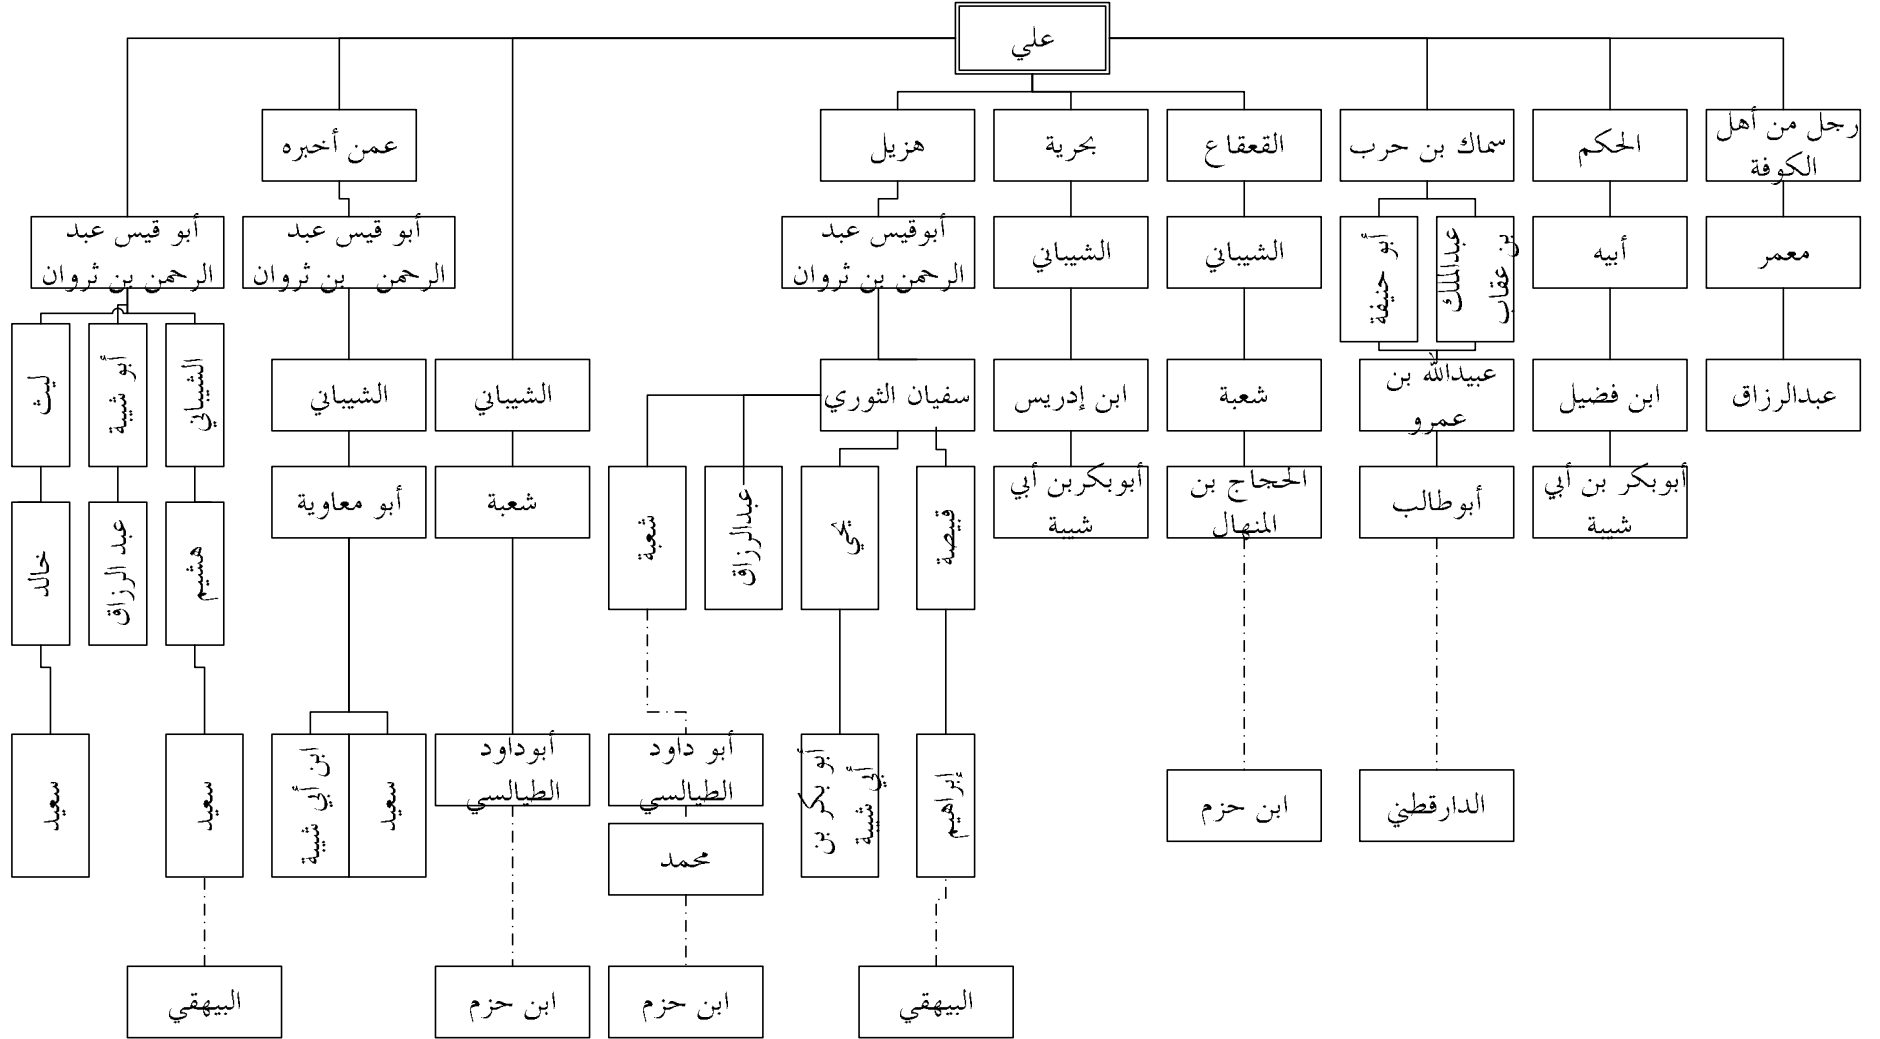 علي
رجل من أهل
الكوفة
الحكم
سماك بن حرب
القعقاع
بحرية
هزيل
عمن أخبره
معمر
أبيه
عبدالملك
بن عقاب
أبو حنيفة
الشيباني
الشيباني
أبوقيس عبد
الرحمن بن ثروان
أبو قيس عبد
الرحمن بن ثروان
أبو قيس عبد
الرحمن بن ثروان
عبدالرزاق
ابن فضيل
عبيدالله بن
عمرو
شعبة
ابن إدريس
سفيان الثوري
الشيباني
الشيباني
الشيباني
أبو شيبة
ليث
أبوبكر بن أبي
شيبة
أبوطالب
الحجاج بن
المنهال
أبوبكربن أبي
شيبة
قبيصة
يحي
عبدالرزاق
شعبة
شعبة
أبو معاوية
هشيم
عبد الرزاق
خالد
الدارقطني
ابن حزم
إبراهيم
أبو بكر بن
أبي شيبة
أبو داود
الطيالسي
أبوداود
الطيالسي
سعيد
ابن أبي شيبة
سعيد
سعيد
محمد
البيهقي
ابن حزم
ابن حزم
البيهقي